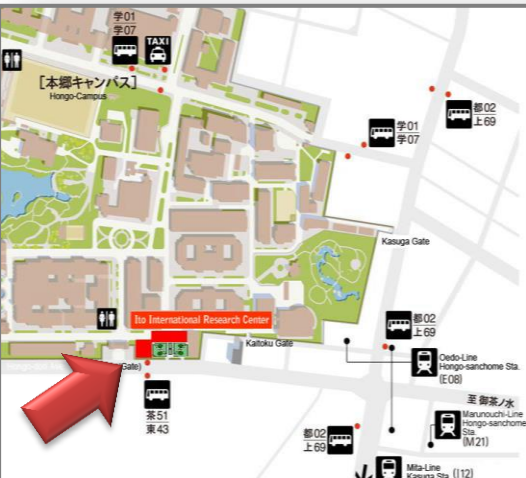 学01
学07
TAXI
[本郷キャンパス]
Hongo-Campus
都02
上69
学01
学07
Kasuga Gate
Ito International Research Center
Kaitoku Gate
都02
上69
Oedo-Line
Hongo-sanchome Sta.
(E08)
Gate)
茶51
東43
至 御茶ノ水
Marunouchi-Line
Hongo-sanchome
Sta.
(M21)
都02
上69
Mita-Line
Kasuga Sta. (I12)